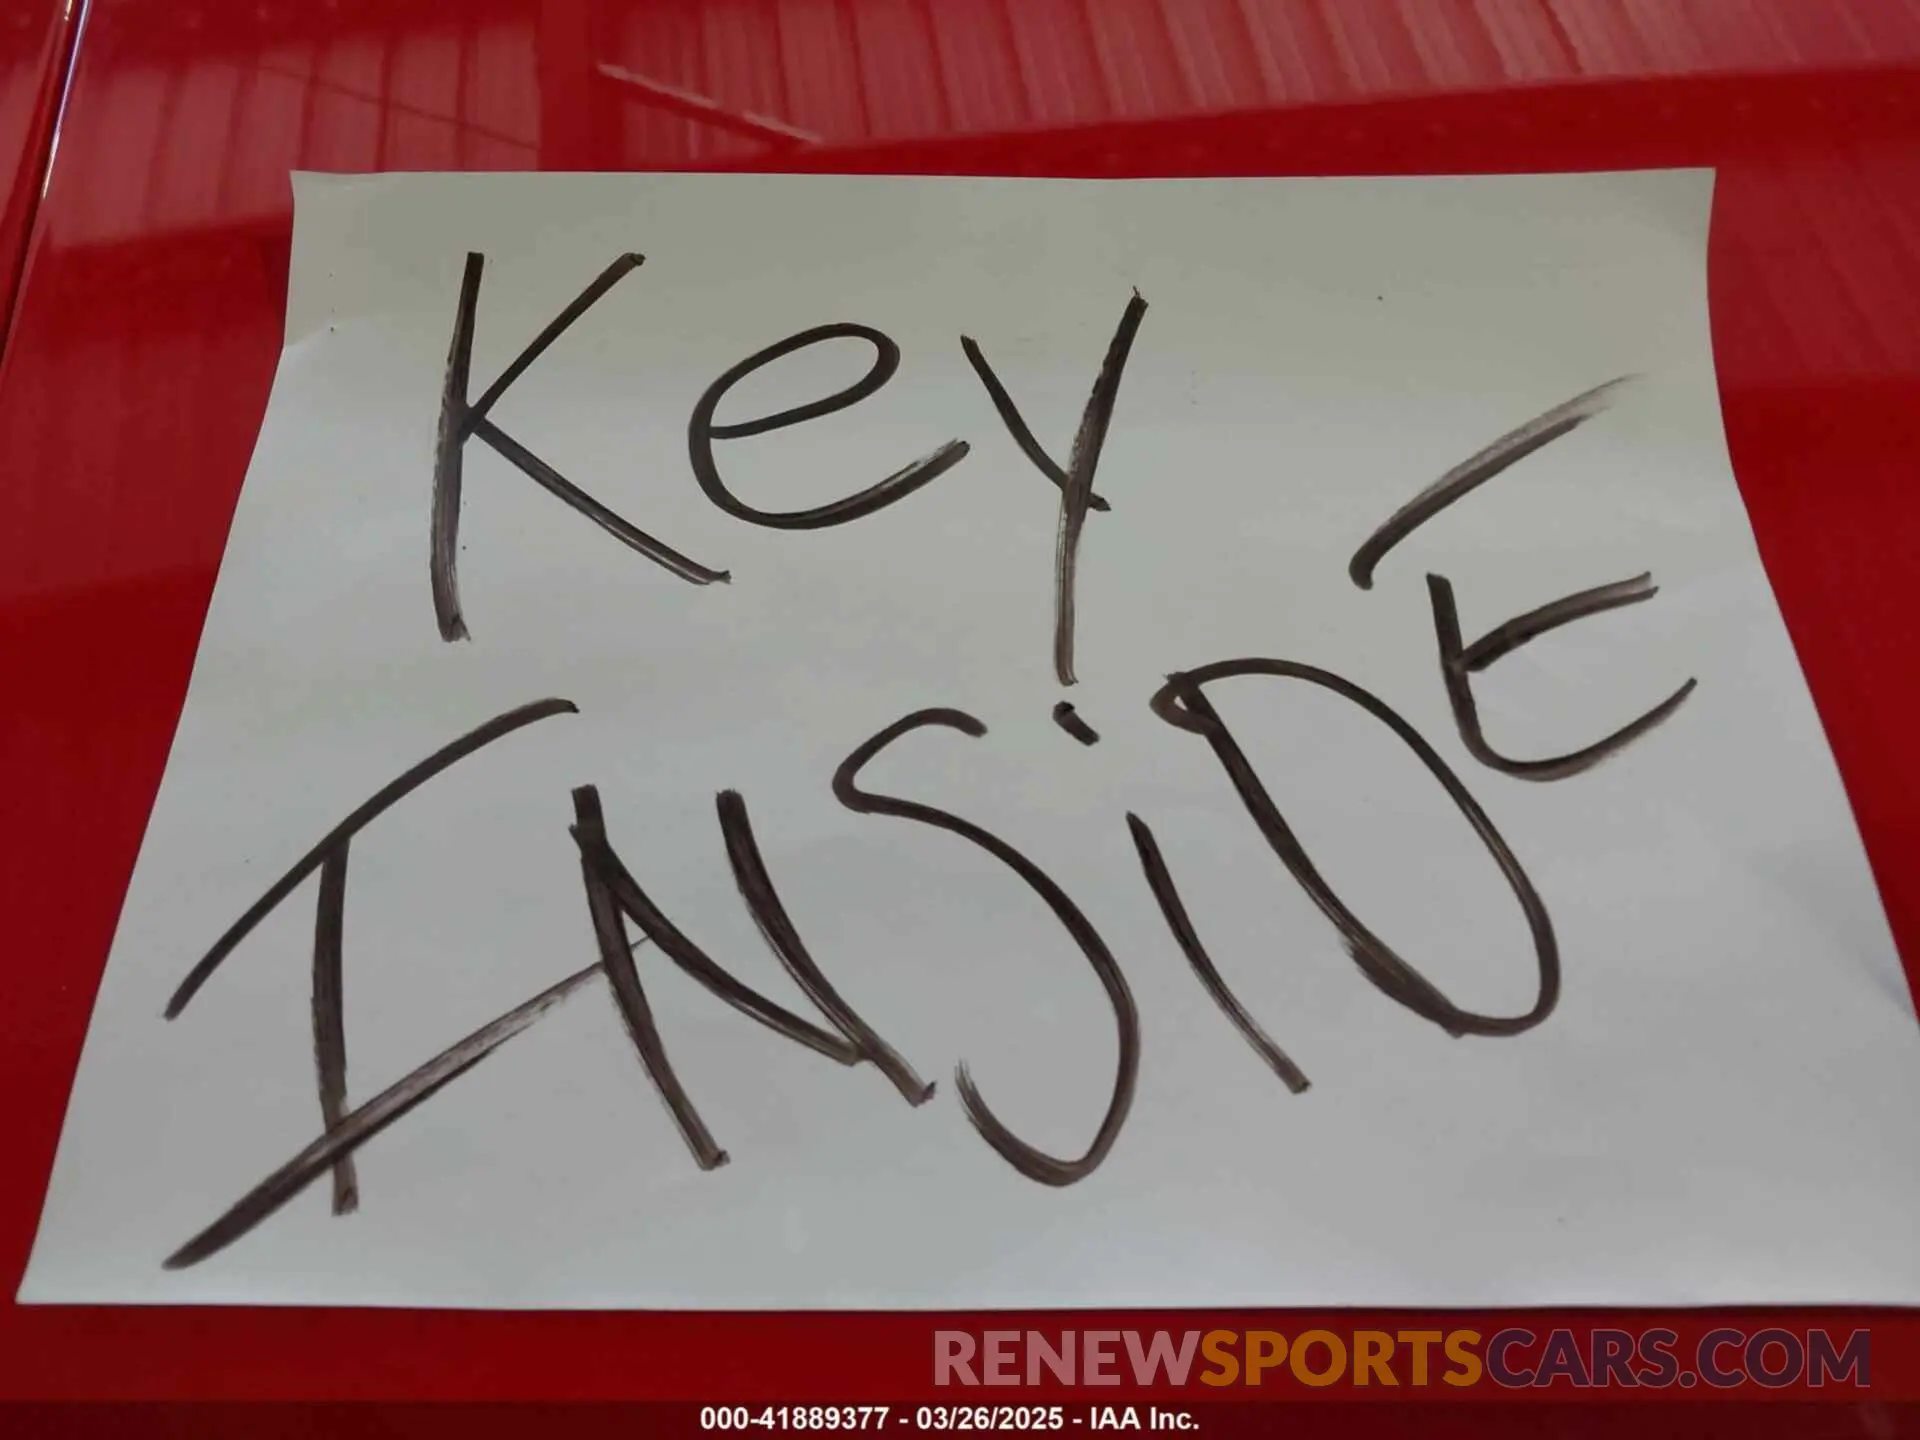 Key
INSiDE
RENEWSPORTSCARS.COM
000-41889377 - 03/26/2025 - IAA Inc.